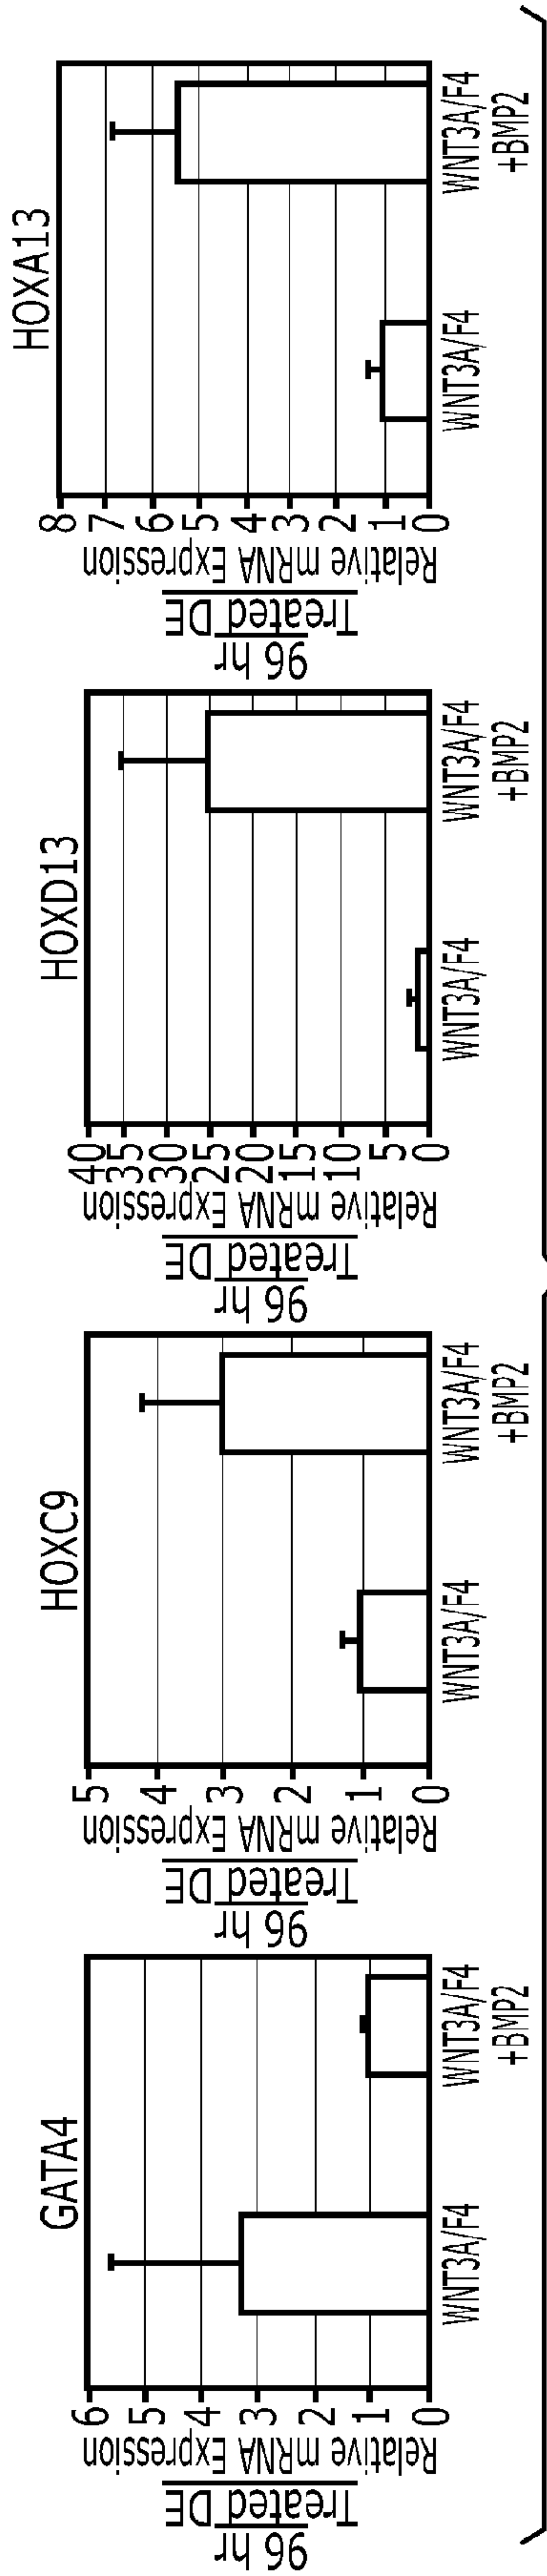 GATA4
96 hr
Treated DE
Relative mRNA Expression
6
5
4
3
2
1
0
WNT3A/F4
WNT3A/F4
+BMP2
HOXC9
96 hr
Treated DE
Relative mRNA Expression
5
4
3
2
1
0
WNT3A/F4
WNT3A/F4
+BMP2
HOXD13
96 hr
Treated DE
Relative mRNA Expression
40
35
30
25
20
15
10
5
0
WNT3A/F4
WNT3A/F4
+BMP2
HOXA13
96 hr
Treated DE
Relative mRNA Expression
8
7
6
5
4
3
2
1
0
WNT3A/F4
WNT3A/F4
+BMP2